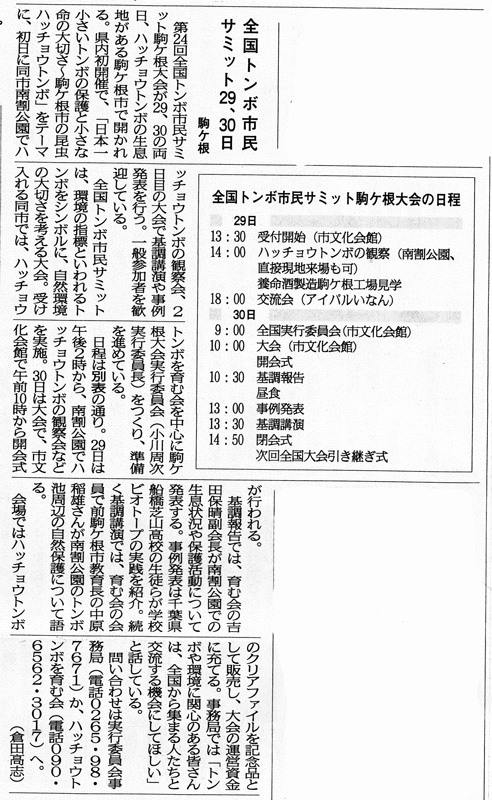 全国トンボ市民
サミット29、30日
駒ケ根
第24回全国トンボ市民サミ
ット駒ケ根大会が29、30の両
日、ハッチョウトンボの生息
地がある駒ケ根市で開かれ
る。県内初開催で、「日本一
小さいトンボの保護と小さな
命の大切さ〜駒ケ根市の昆虫
ハッチョウトンボ」をテーマ
に、初日に同市南割公園でハ
ッチョウトンボの観察会、2
日目の大会で基調講演や事例
発表を行う。一般参加者を歓
迎している。
全国トンボ市民サミット
は、環境の指標といわれるト
ンボをシンボルに、自然環境
の大切さを考える大会。受け
入れる同市では、ハッチョウ
トンボを育む会を中心に駒ケ
根大会実行委員会（小川周次
実行委員長）をつくり、準備
を進めている。
日程は別表の通り。29日は
午後2時から、南割公園でハ
ッチョウトンボの観察会など
を実施。30日は大会で、市文
化会館で午前10時から開会式
が行われる。
基調報告では、育む会の吉
田保晴副会長が南割公園での
生息状況や保護活動について
発表する。事例発表は千葉県
船橋芝山高校の生徒らが学校
ビオトープの実践を紹介。続
く基調講演では、育む会の会
員で前駒ケ根市教育長の中原
稲雄さんが南割公園のトンボ
池周辺の自然保護について語
る。
会場ではハッチョウトンボ
のクリアファイルを記念品と
して販売し、大会の運営資金
に充てる。事務局では「トン
ボや環境に関心のある皆さん
は、全国から集まる人たちと
交流する機会にしてほしい」
と話している。
問い合わせは実行委員会事
務局（電話0265・98・
7671）か、ハッチョウト
ンボを育む会（電話090・
6562・3017）へ。
（倉田高志）
全国トンボ市民サミット駒ケ根大会の日程
29日
13：30 受付開始（市文化会館）
14：00 ハッチョウトンボの観察（南割公園、
直接現地来場も可）
養命酒製造駒ケ根工場見学
18：00 交流会（アイパルいなん）
30日
9：00 全国実行委員会（市文化会館）
10：00 大会（市文化会館）
開会式
10：30 基調報告
昼食
13：00 事例発表
13：30 基調講演
14：50 閉会式
次回全国大会引き継ぎ式